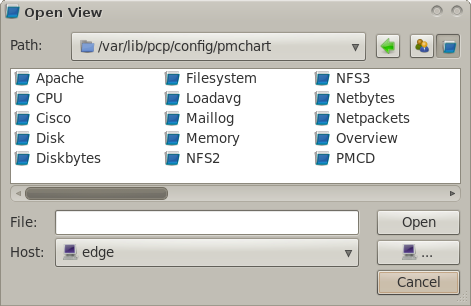 Open View
Path: /var/lib/pcp/config/pmchart
Apache Filesystem NFS3
CPU Loadavg Netbytes
Cisco Maillog Netpackets
Disk Memory Overview
Diskbytes NFS2 PMCD
File: Open
Host: edge ...
Cancel